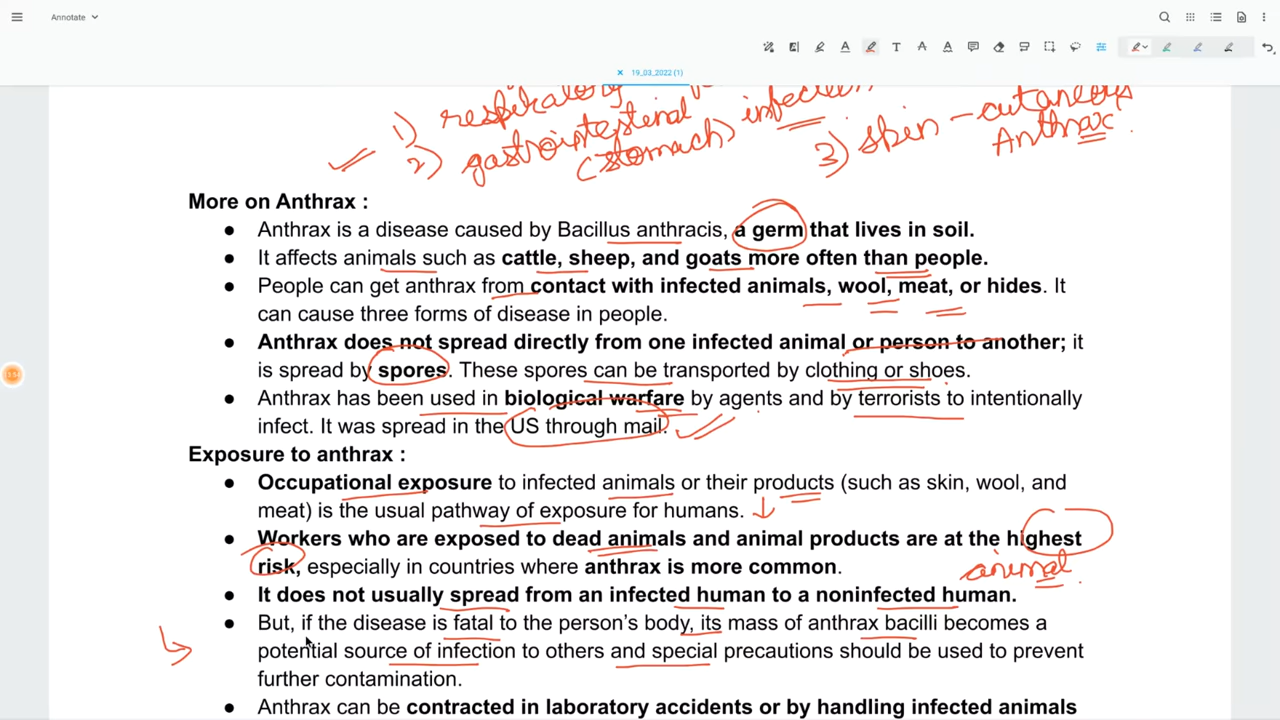 Annotate
19_03_2022 (1)
1) respiratory
2) gastrointestinal infection
(stomach)
3) skin - cutaneous
Anthrax.
More on Anthrax :
● Anthrax is a disease caused by Bacillus anthracis, a germ that lives in soil.
● It affects animals such as cattle, sheep, and goats more often than people.
● People can get anthrax from contact with infected animals, wool, meat, or hides. It
can cause three forms of disease in people.
● Anthrax does not spread directly from one infected animal or person to another; it
is spread by spores. These spores can be transported by clothing or shoes.
● Anthrax has been used in biological warfare by agents and by terrorists to intentionally
infect. It was spread in the US through mail.
Exposure to anthrax :
● Occupational exposure to infected animals or their products (such as skin, wool, and
meat) is the usual pathway of exposure for humans.
● Workers who are exposed to dead animals and animal products are at the highest
risk, especially in countries where anthrax is more common.
animal
● It does not usually spread from an infected human to a noninfected human.
● But, if the disease is fatal to the person's body, its mass of anthrax bacilli becomes a
potential source of infection to others and special precautions should be used to prevent
further contamination.
● Anthrax can be contracted in laboratory accidents or by handling infected animals